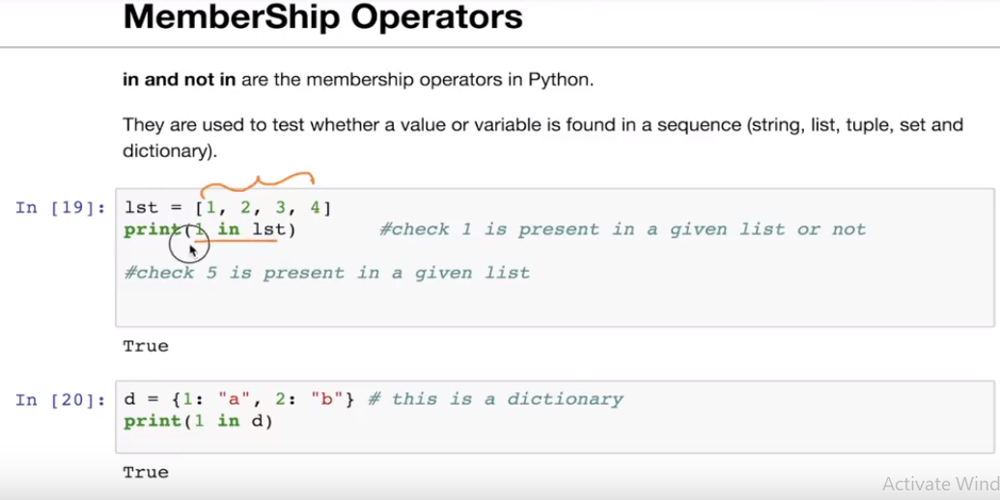 MemberShip Operators
in and not in are the membership operators in Python.
They are used to test whether a value or variable is found in a sequence (string, list, tuple, set and
dictionary).
In [19]: lst = [1, 2, 3, 4]
print(1 in lst) #check 1 is present in a given list or not
#check 5 is present in a given list
True
In [20]: d = {1: "a", 2: "b"} # this is a dictionary
print(1 in d)
True
Activate Wind